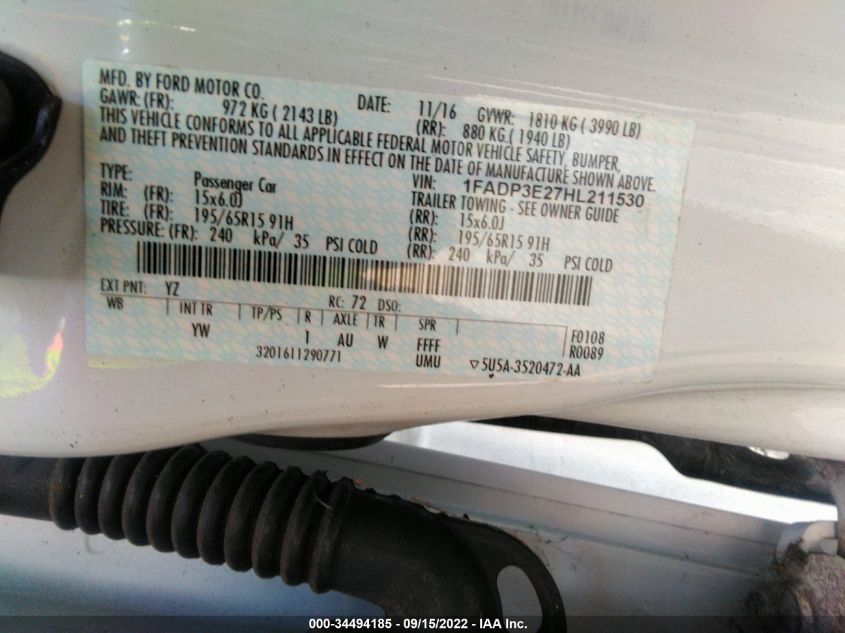 MFD. BY FORD MOTOR CO.
DATE: 11/16 GVWR: 1810 KG ( 3990 LB)
GAWR: (FR): 972 KG ( 2143 LB) (RR): 880 KG ( 1940 LB)
THIS VEHICLE CONFORMS TO ALL APPLICABLE FEDERAL MOTOR VEHICLE SAFETY, BUMPER,
AND THEFT PREVENTION STANDARDS IN EFFECT ON THE DATE OF MANUFACTURE SHOWN ABOVE.
VIN: 1FADP3E27HL211530
TYPE: Passenger Car TRAILER TOWING - SEE OWNER GUIDE
RIM: (FR): 15x6.0J (RR): 15x6.0J
TIRE: (FR): 195/65R15 91H (RR): 195/65R15 91H
PRESSURE: (FR): 240 kPa/ 35 PSI COLD (RR): 240 kPa/ 35 PSI COLD
EXT PNT: YZ RC: 72 DSO:
WB INT TR TP/PS R AXLE TR SPR F0108
YW 1 AU W FFFF R0089
3201611290771 UMU ▽5U5A-3520472-AA
000-34494185 - 09/15/2022 - IAA Inc.